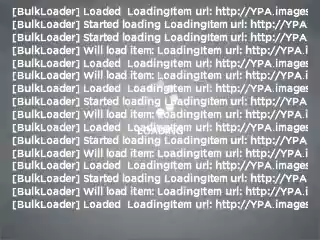 [BulkLoader] Loaded LoadingItem url: http://YPA.images
[BulkLoader] Started loading LoadingItem url: http://YPA
[BulkLoader] Started loading LoadingItem url: http://YPA
[BulkLoader] Will load item: LoadingItem url: http://YPA.i
[BulkLoader] Loaded LoadingItem url: http://YPA.images
[BulkLoader] Will load item: LoadingItem url: http://YPA.i
[BulkLoader] Loaded LoadingItem url: http://YPA.images
[BulkLoader] Started loading LoadingItem url: http://YPA
[BulkLoader] Will load item: LoadingItem url: http://YPA.i
[BulkLoader] Loaded LoadingItem url: http://YPA.images
LOADING
[BulkLoader] Started loading LoadingItem url: http://YPA
[BulkLoader] Will load item: LoadingItem url: http://YPA.i
[BulkLoader] Loaded LoadingItem url: http://YPA.images
[BulkLoader] Started loading LoadingItem url: http://YPA
[BulkLoader] Will load item: LoadingItem url: http://YPA.i
[BulkLoader] Loaded LoadingItem url: http://YPA.images